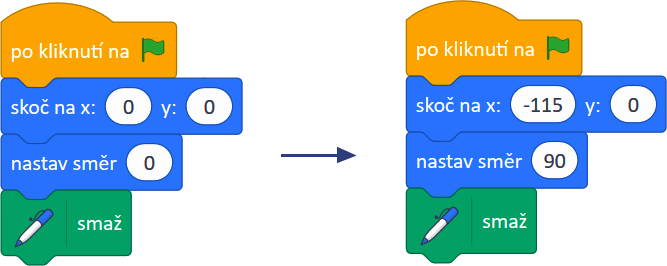 po kliknutí na
skoč na x: 0 y: 0
nastav směr 0
smaž
po kliknutí na
skoč na x: -115 y: 0
nastav směr 90
smaž